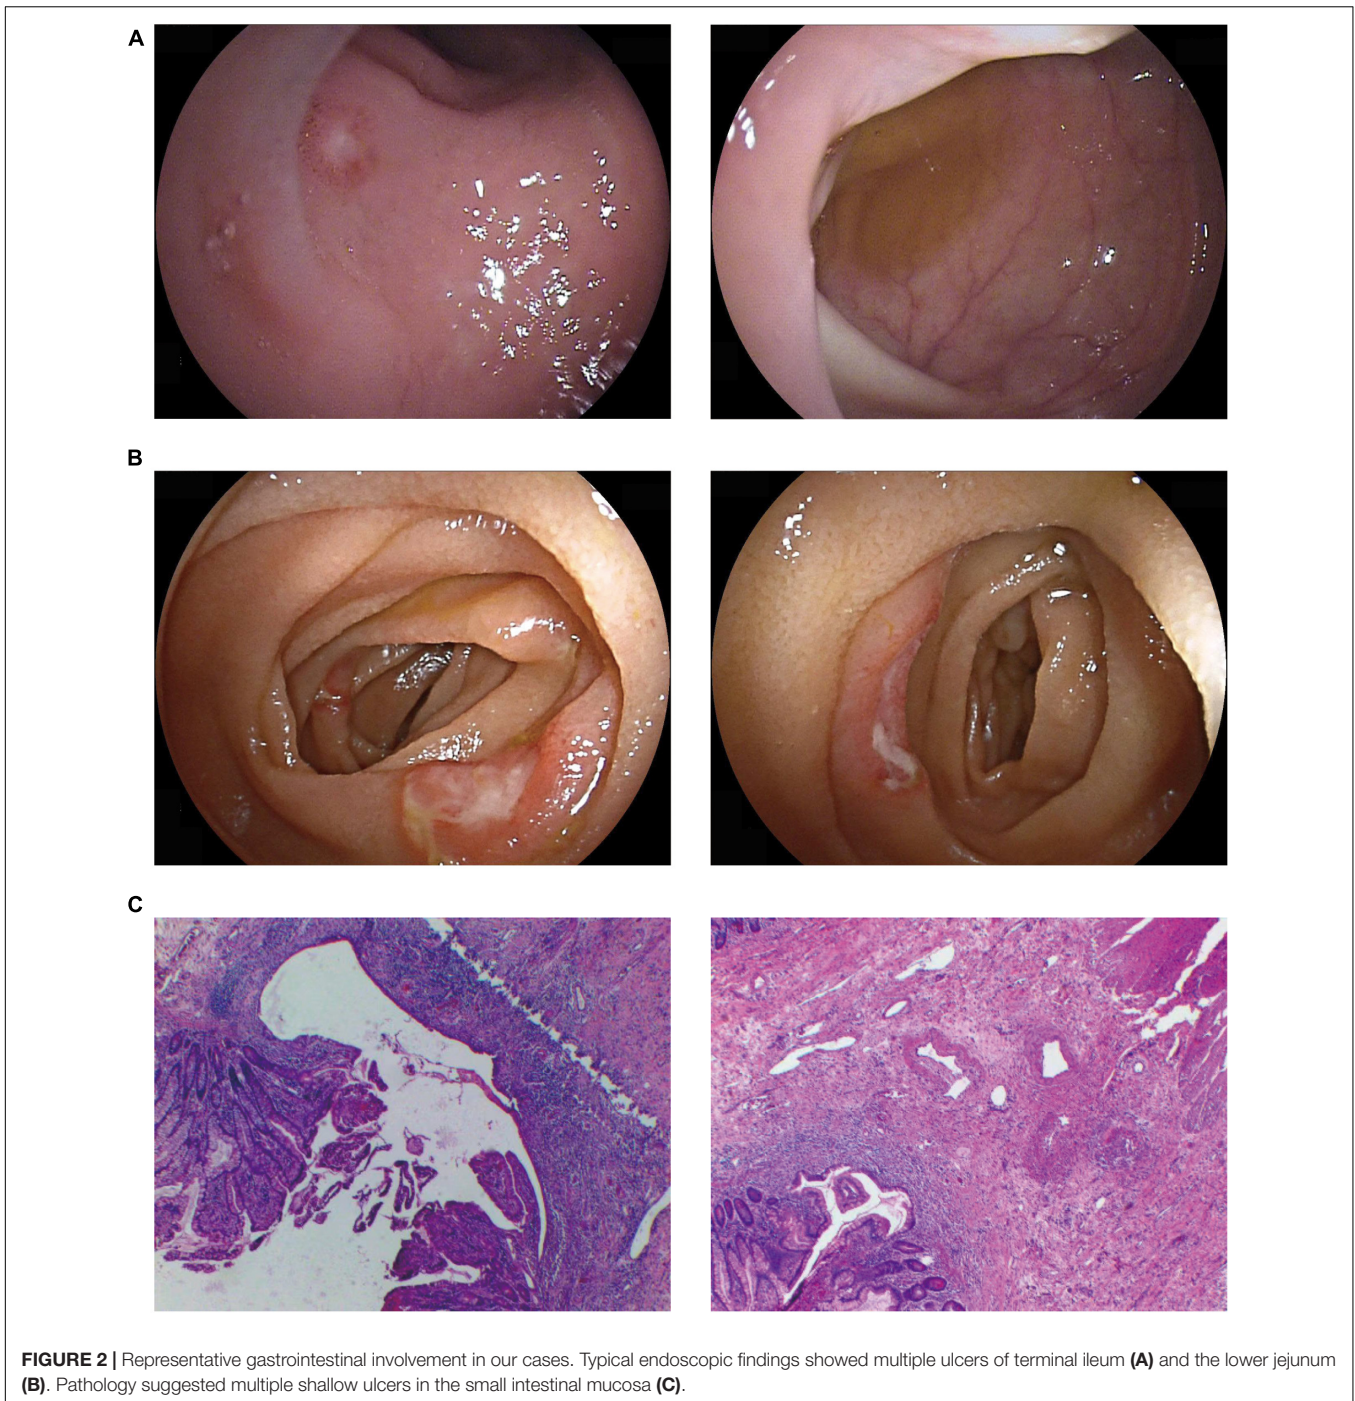 A
B
C
FIGURE 2 | Representative gastrointestinal involvement in our cases. Typical endoscopic findings showed multiple ulcers of terminal ileum (A) and the lower jejunum
(B). Pathology suggested multiple shallow ulcers in the small intestinal mucosa (C).